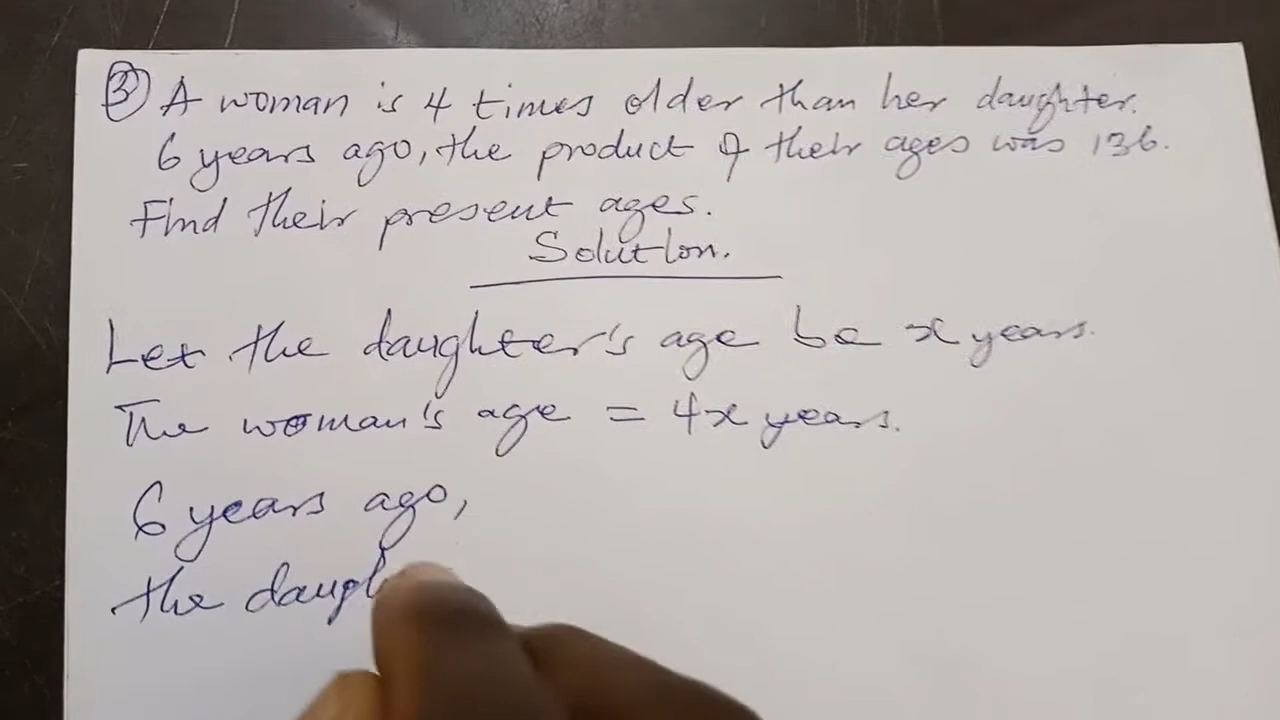 ③ A woman is 4 times older than her daughter.
6 years ago, the product of their ages was 136.
Find their present ages.
Solution.
Let the daughter's age be x years.
The woman's age = 4x years.
6 years ago,
the daugh